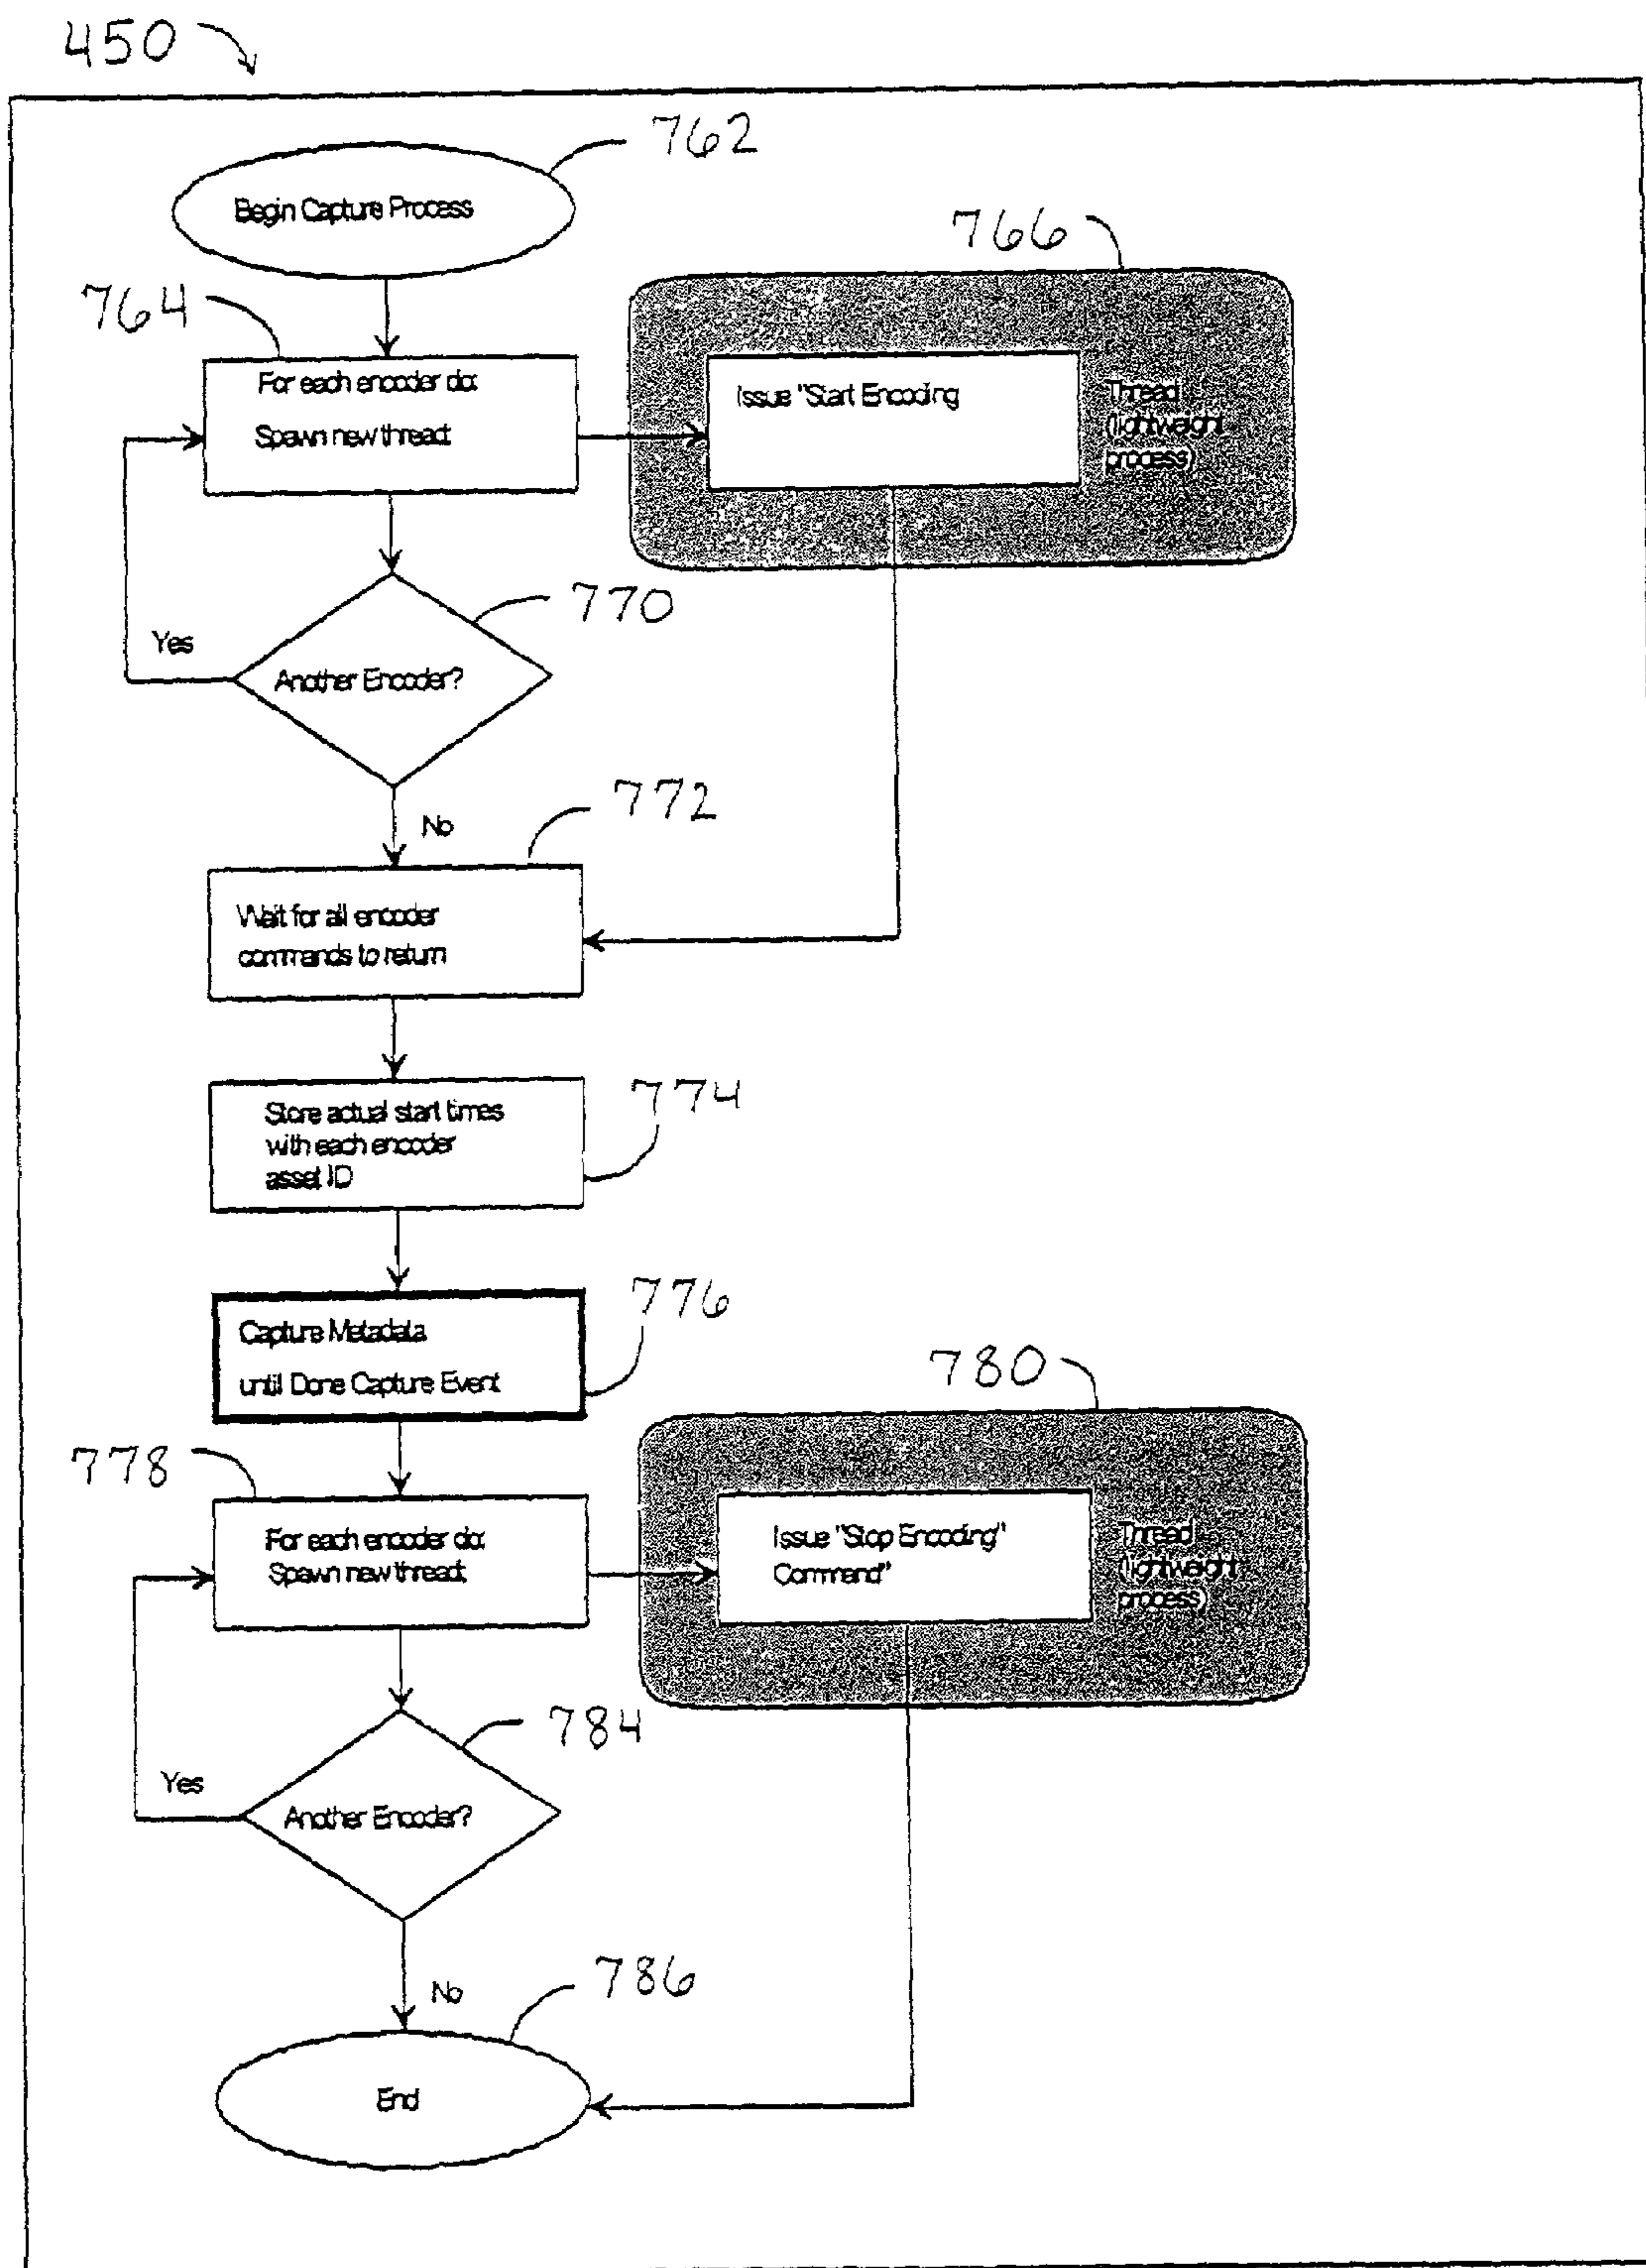 450
762
Begin Capture Process
766
764
For each encoder do:
Spawn new thread:
Issue "Start Encoding
Thread
(lightweight
process)
770
Yes
Another Encoder?
772
No
Wait for all encoder
commands to return
774
Store actual start times
with each encoder
asset ID
776
Capture Metadata
until Done Capture Event
780
778
For each encoder do:
Spawn new thread:
Issue "Stop Encoding"
Command"
Thread
(lightweight
process)
784
Yes
Another Encoder?
786
No
End